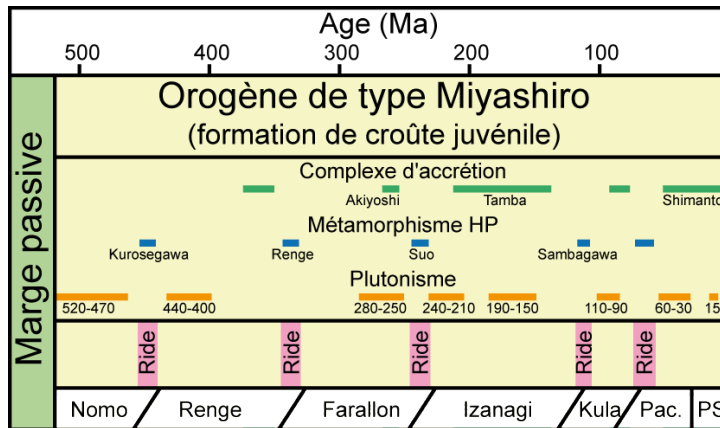 Age (Ma)
500 400 300 200 100
Marge passive
Orogène de type Miyashiro
(formation de croûte juvénile)
Complexe d'accrétion
Akiyoshi Tamba Shimanto
Métamorphisme HP
Kurosegawa Renge Suo Sambagawa
Plutonisme
520-470 440-400 280-250 240-210 190-150 110-90 60-30 15
Ride Ride Ride Ride Ride
Nomo Renge Farallon Izanagi Kula Pac. PS